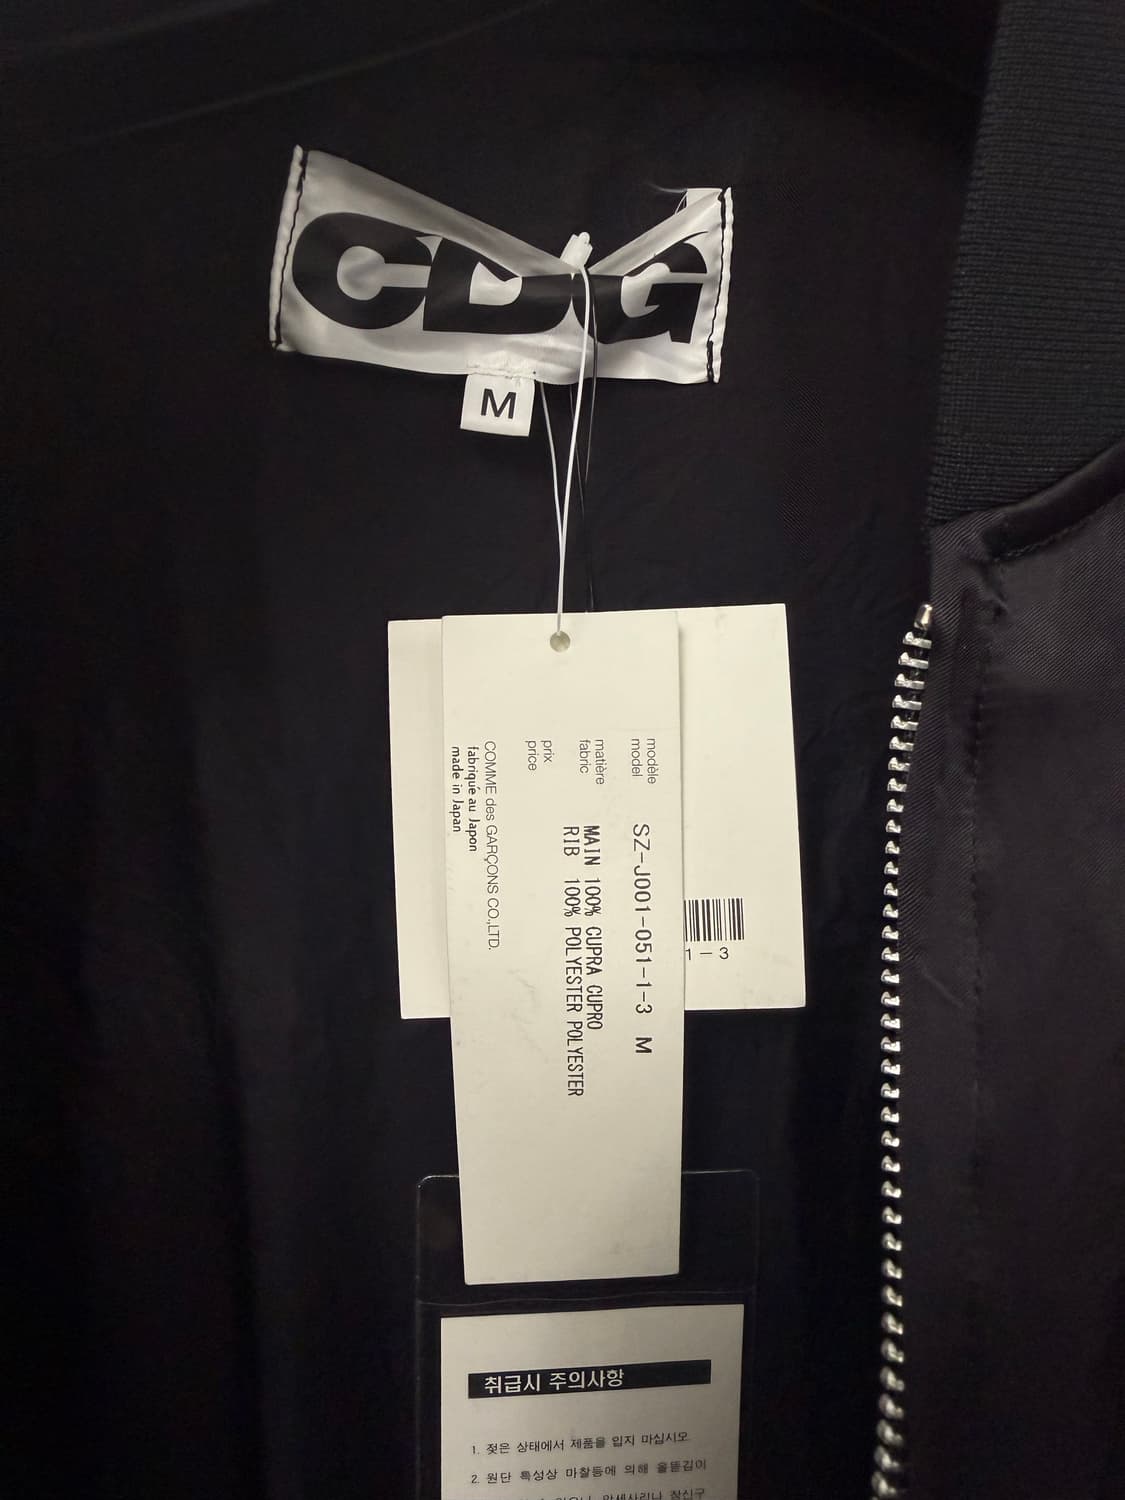 CDG
M
modèle
model
SZ-J001-051-1-3 M
matière
fabric
MAIN 100% CUPRA CUPRO
RIB 100% POLYESTER POLYESTER
prix
price
COMME des GARÇONS CO.,LTD.
fabriqué au Japon
made in Japan
1-3
취급시 주의사항
1. 젖은 상태에서 제품을 입지 마십시오
2. 원단 특성상 마찰등에 의해 올뜯김이